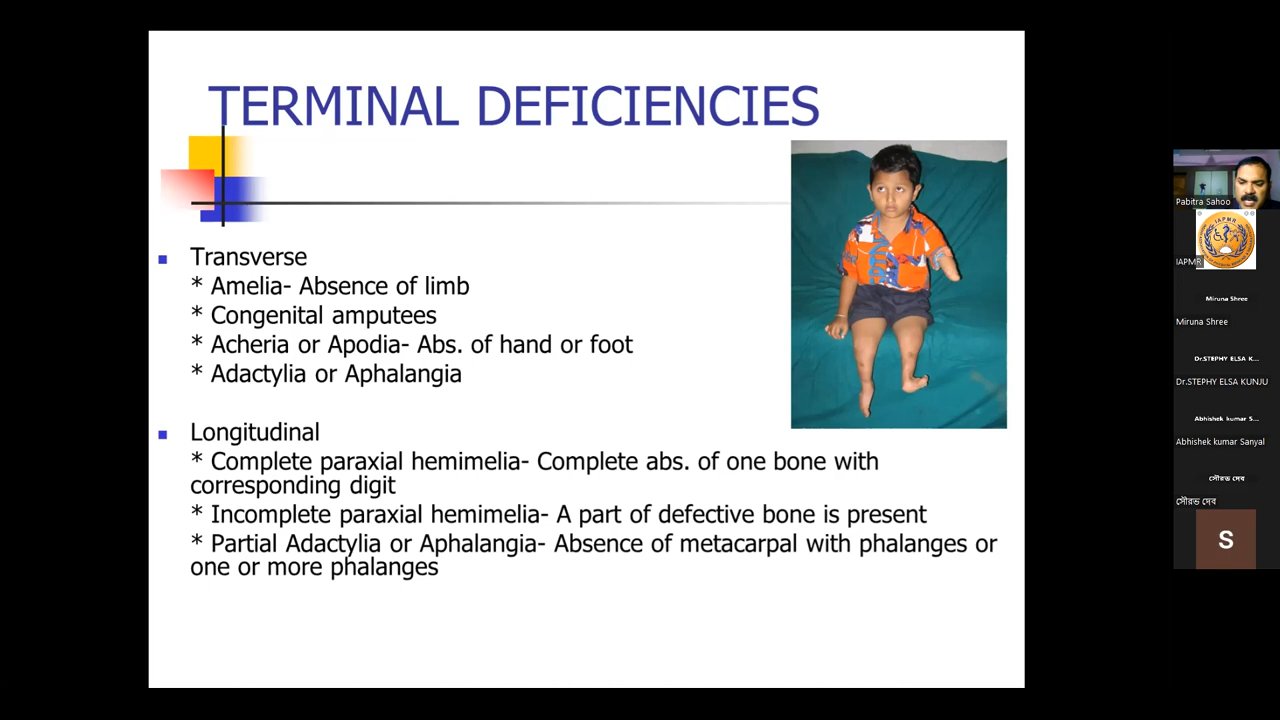 TERMINAL DEFICIENCIES
Transverse
* Amelia- Absence of limb
* Congenital amputees
* Acheria or Apodia- Abs. of hand or foot
* Adactylia or Aphalangia
Longitudinal
* Complete paraxial hemimelia- Complete abs. of one bone with
corresponding digit
* Incomplete paraxial hemimelia- A part of defective bone is present
* Partial Adactylia or Aphalangia- Absence of metacarpal with phalanges or
one or more phalanges
Pabitra Sahoo
IAPMR
IAPMR
Miruna Shree
Miruna Shree
Dr.STEPHY ELSA K...
Dr.STEPHY ELSA KUNJU
Abhishek kumar S...
Abhishek kumar Sanyal
সৌরভ দেব
সৌরভ দেব
S